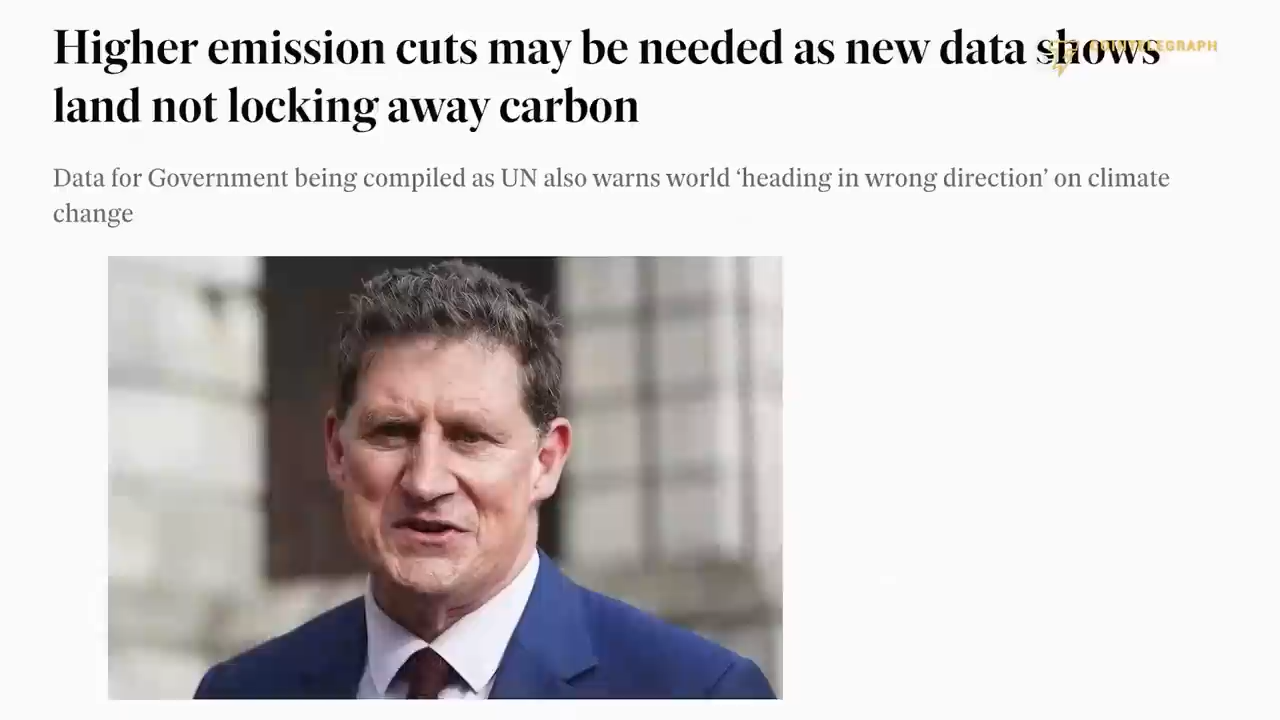 Higher emission cuts may be needed as new data shows
land not locking away carbon
COINTELEGRAPH
Data for Government being compiled as UN also warns world ‘heading in wrong direction’ on climate
change